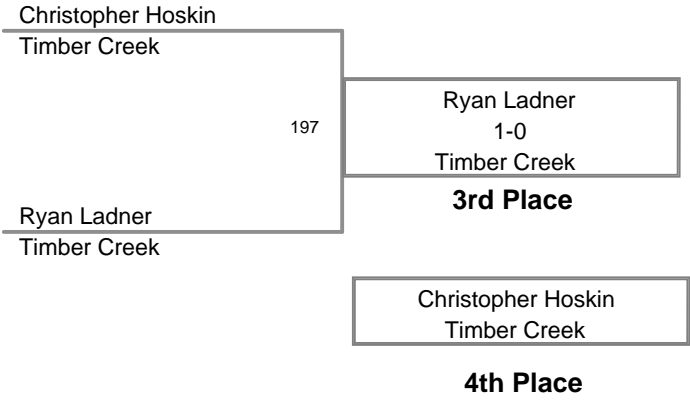 Christopher Hoskin
Timber Creek
197
Ryan Ladner
1-0
Timber Creek
3rd Place
Ryan Ladner
Timber Creek
Christopher Hoskin
Timber Creek
4th Place